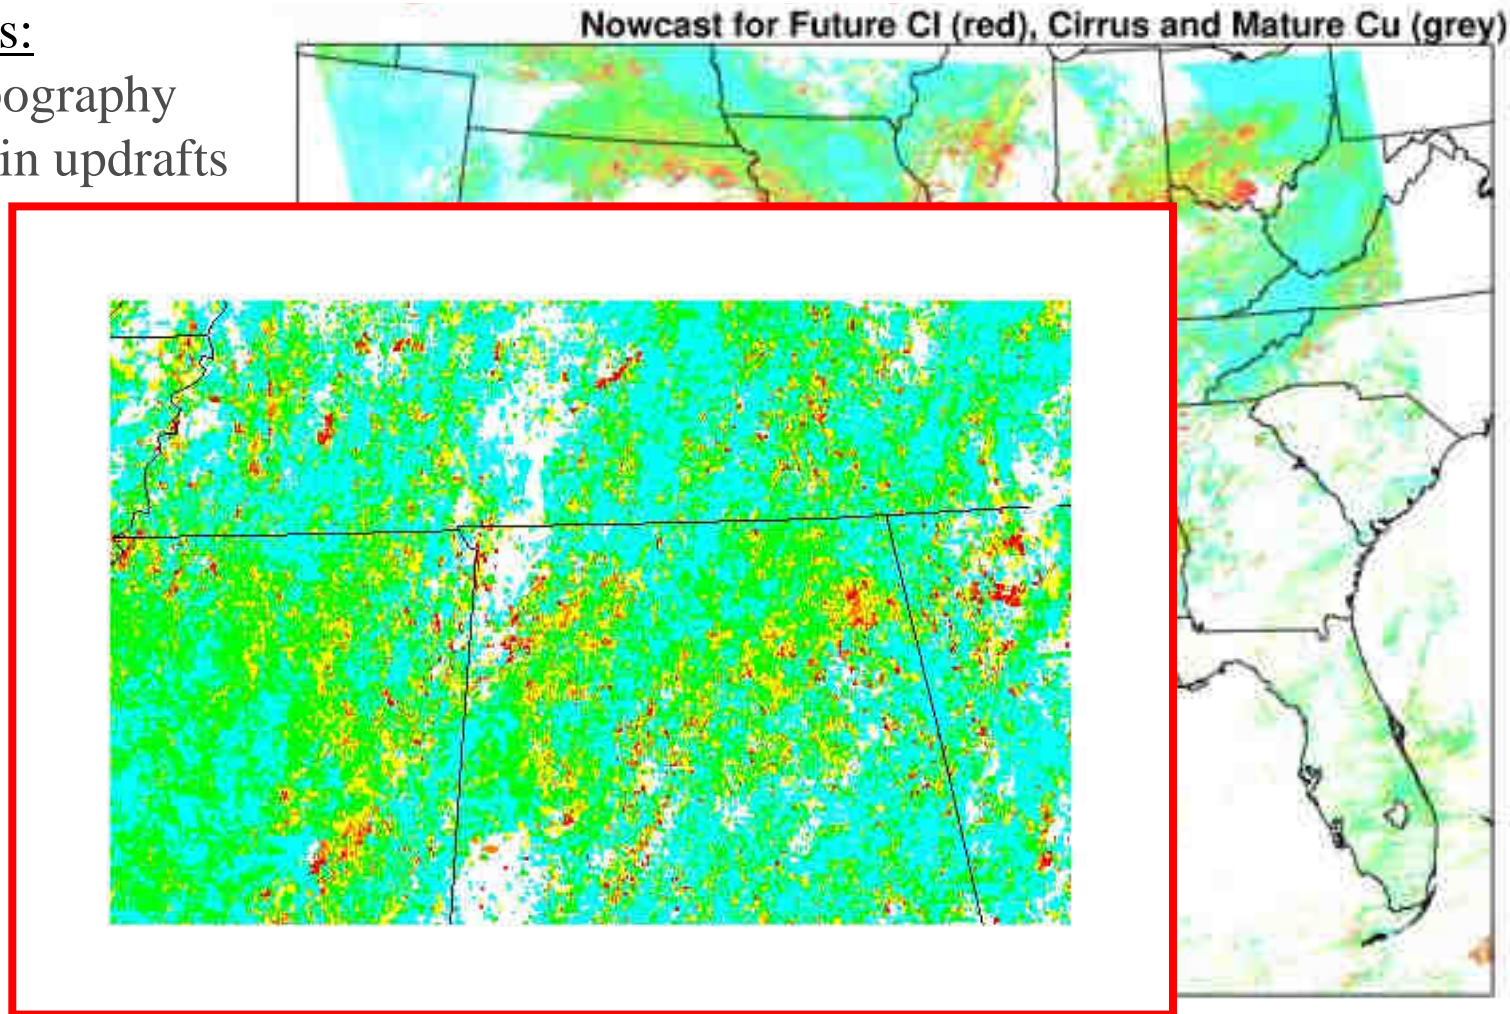 s:
Nowcast for Future CI (red), Cirrus and Mature Cu (grey)
ography
in updrafts